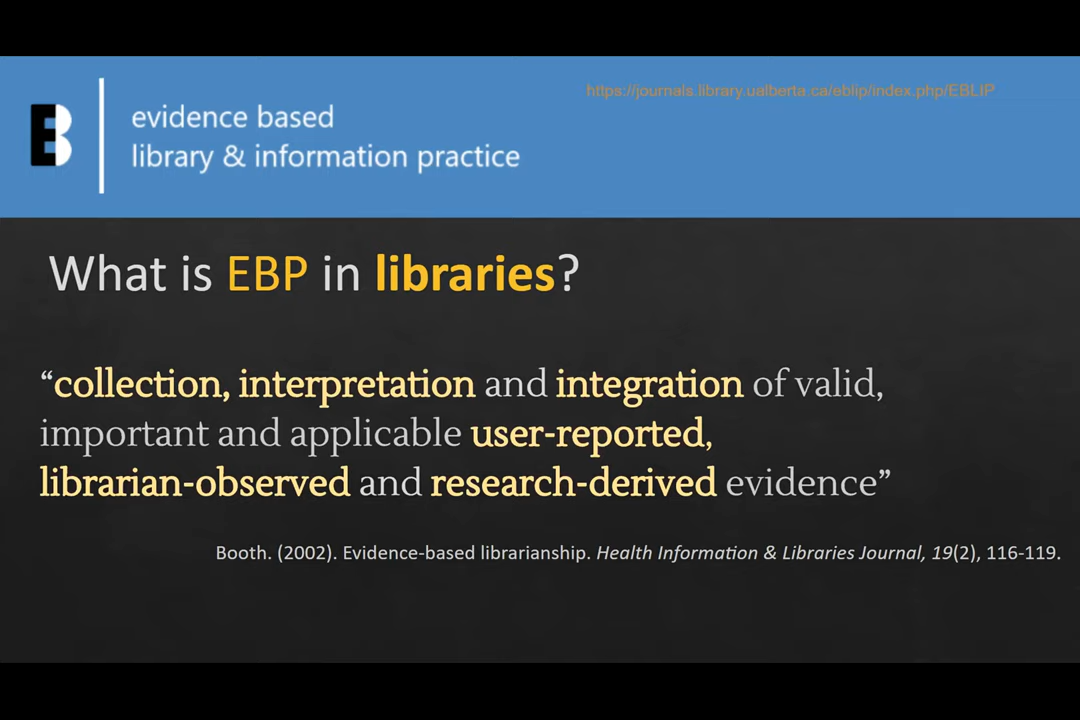 https://journals.library.ualberta.ca/eblip/index.php/EBLIP
EB
evidence based
library & information practice
What is EBP in libraries?
“collection, interpretation and integration of valid,
important and applicable user-reported,
librarian-observed and research-derived evidence”
Booth. (2002). Evidence-based librarianship. Health Information & Libraries Journal, 19(2), 116-119.